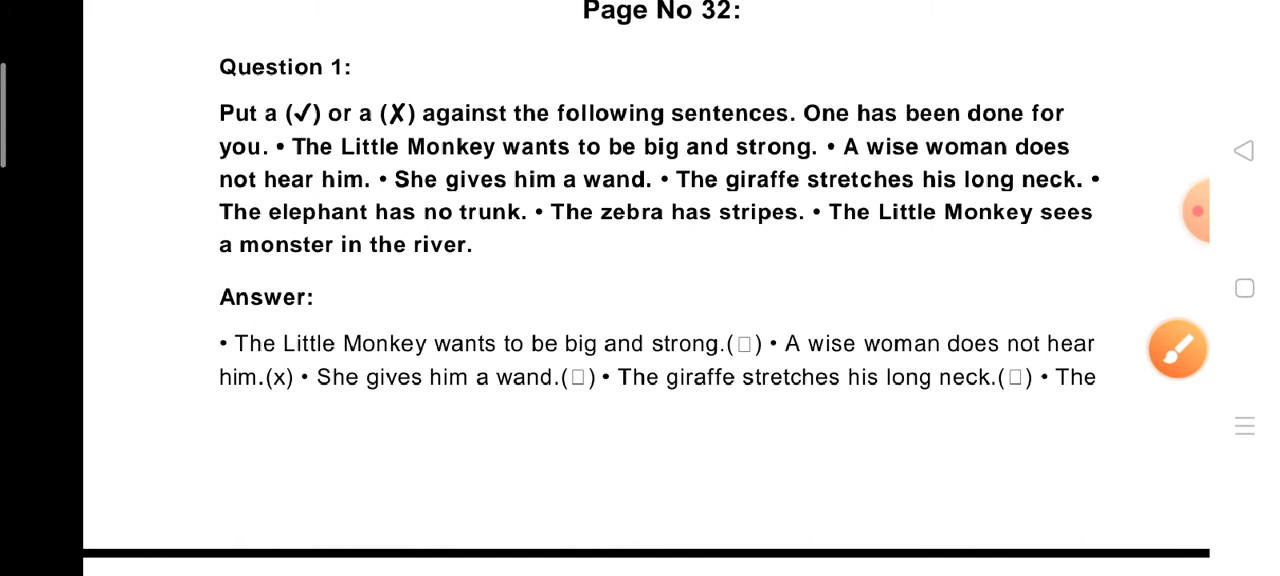 Page No 32:
Question 1:
Put a (✓) or a (✗) against the following sentences. One has been done for
you. • The Little Monkey wants to be big and strong. • A wise woman does
not hear him. • She gives him a wand. • The giraffe stretches his long neck. •
The elephant has no trunk. • The zebra has stripes. • The Little Monkey sees
a monster in the river.
Answer:
• The Little Monkey wants to be big and strong.(□) • A wise woman does not hear
him.(x) • She gives him a wand.(□) • The giraffe stretches his long neck.(□) • The